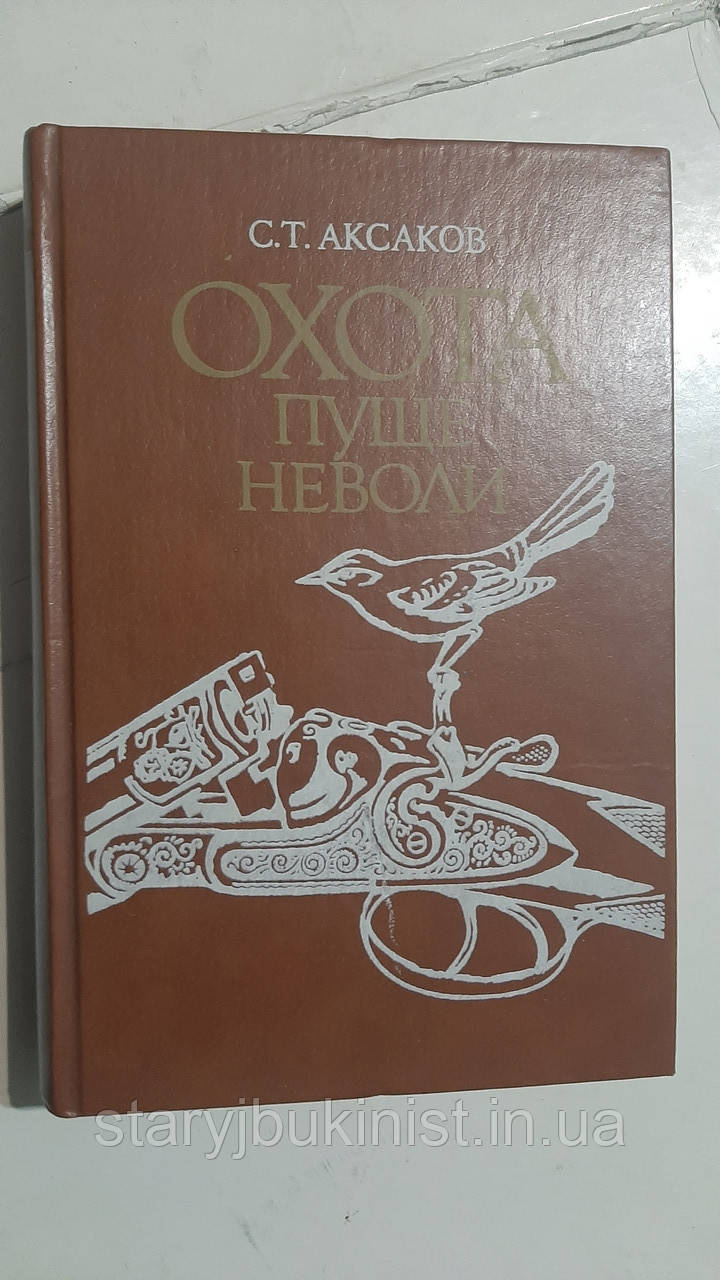 С.Т. АКСАКОВ
ОХОТА
ПУЩЕ
НЕВОЛИ
staryjbukinist.in.ua